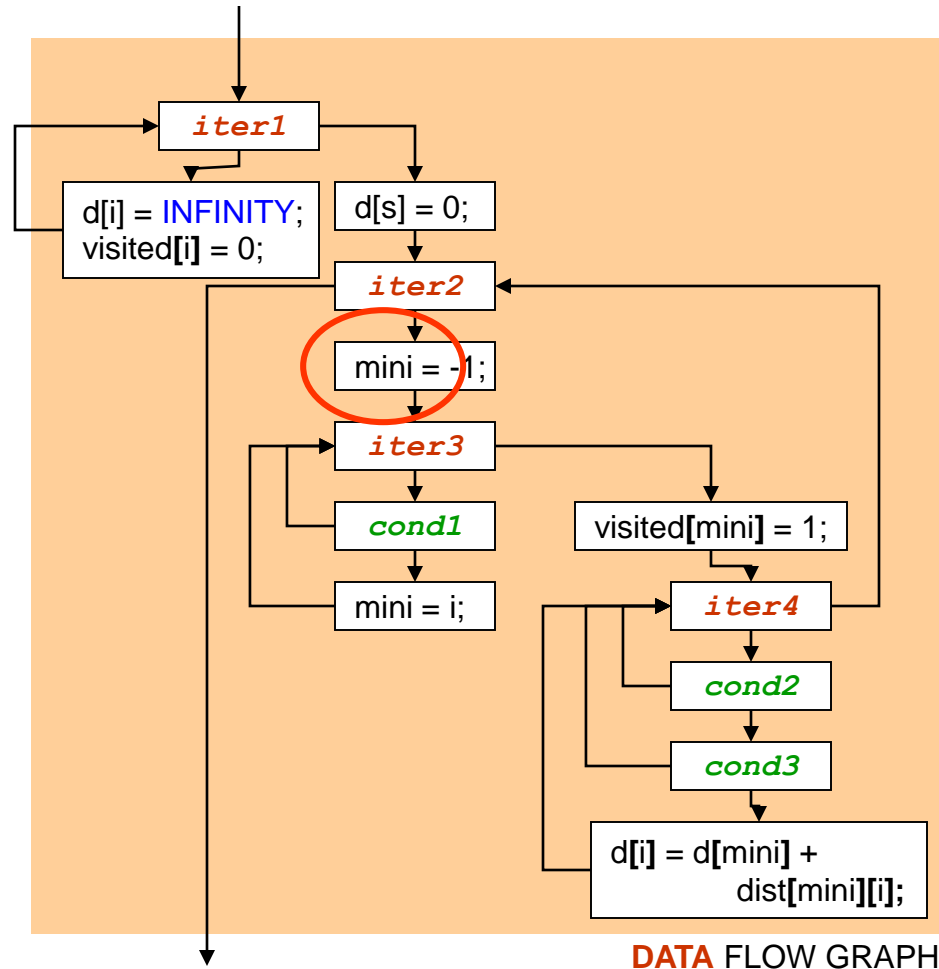 iter1
d[i] = INFINITY;
visited[i] = 0;
d[s] = 0;
iter2
mini = -1;
iter3
cond1
mini = i;
visited[mini] = 1;
iter4
cond2
cond3
d[i] = d[mini] +
dist[mini][i];
DATA FLOW GRAPH